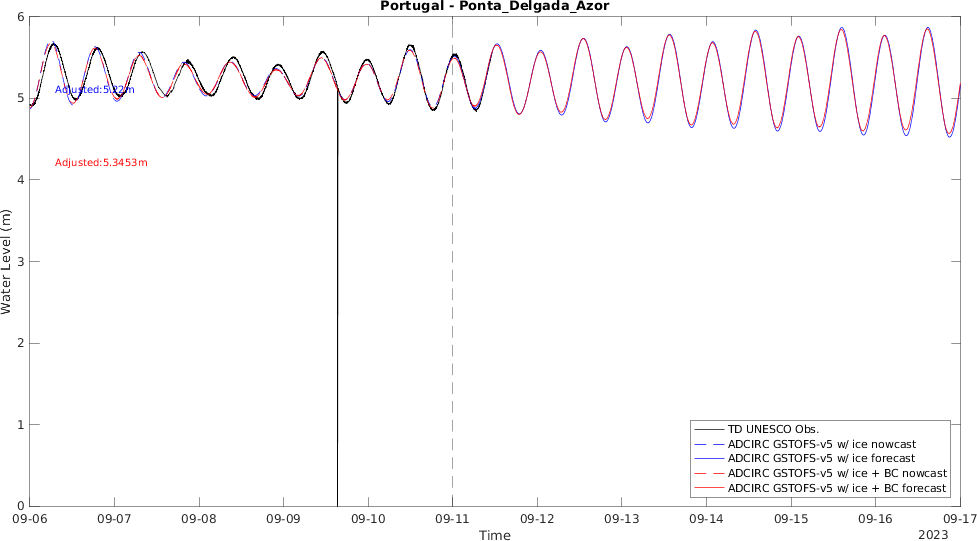 Portugal - Ponta_Delgada_Azor
6
5
4
3
2
1
0
Water Level (m)
Adjusted:5.22m
Adjusted:5.3453m
TD UNESCO Obs.
ADCIRC GSTOFS-v5 w/ ice nowcast
ADCIRC GSTOFS-v5 w/ ice forecast
ADCIRC GSTOFS-v5 w/ ice + BC nowcast
ADCIRC GSTOFS-v5 w/ ice + BC forecast
09-06 09-07 09-08 09-09 09-10 09-11 09-12 09-13 09-14 09-15 09-16 09-17
Time
2023